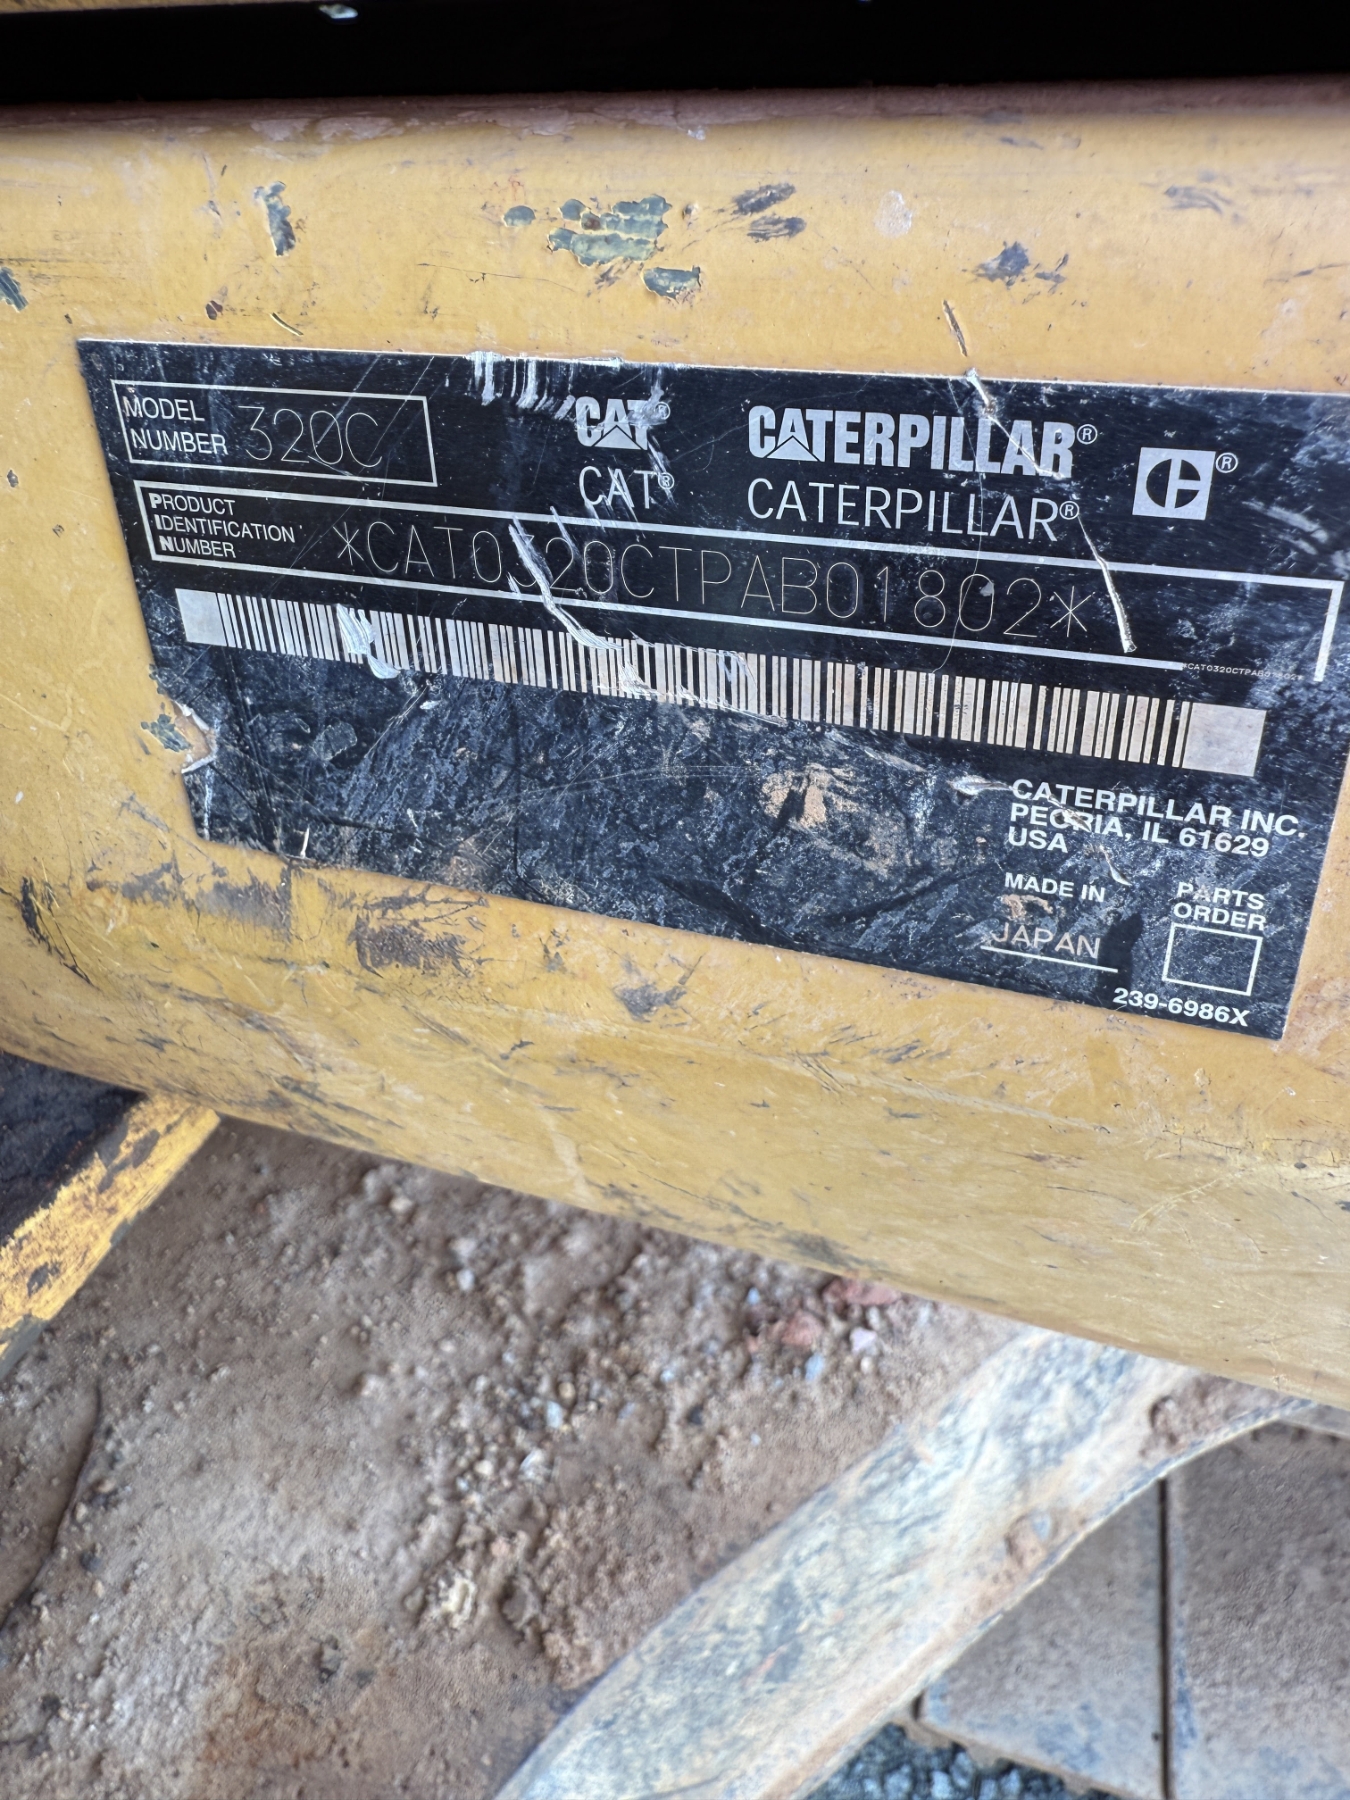 MODEL
NUMBER 320C
CAT® CATERPILLAR® ®
CAT® CATERPILLAR®
PRODUCT
IDENTIFICATION
NUMBER
*CAT0320CTPAB01802*
*CAT0320CTPAB01802*
CATERPILLAR INC.
PEORIA, IL 61629
USA
MADE IN
JAPAN
PARTS
ORDER
239-6986X